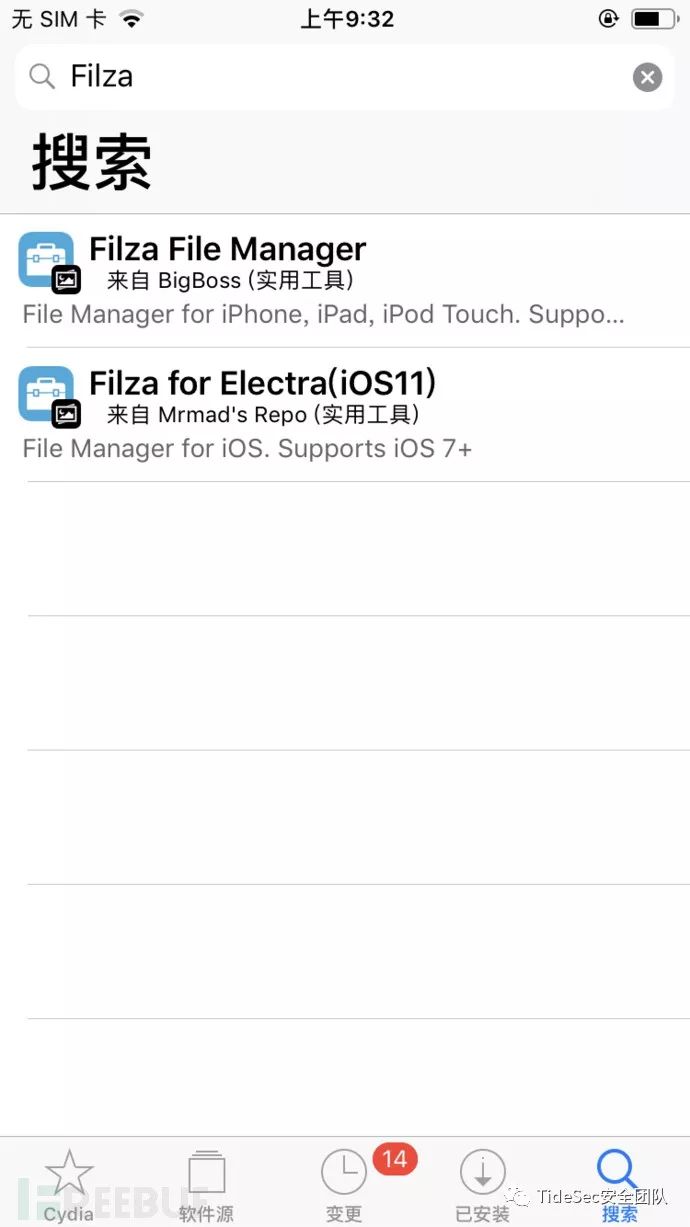 无 SIM 卡 上午9:32
Filza
搜索
Filza File Manager
来自 BigBoss (实用工具)
File Manager for iPhone, iPad, iPod Touch. Suppo...
Filza for Electra(iOS11)
来自 Mrmad's Repo (实用工具)
File Manager for iOS. Supports iOS 7+
14
Cydia 软件源 变更 已安装 搜索
TideSec安全团队
FREEBUF